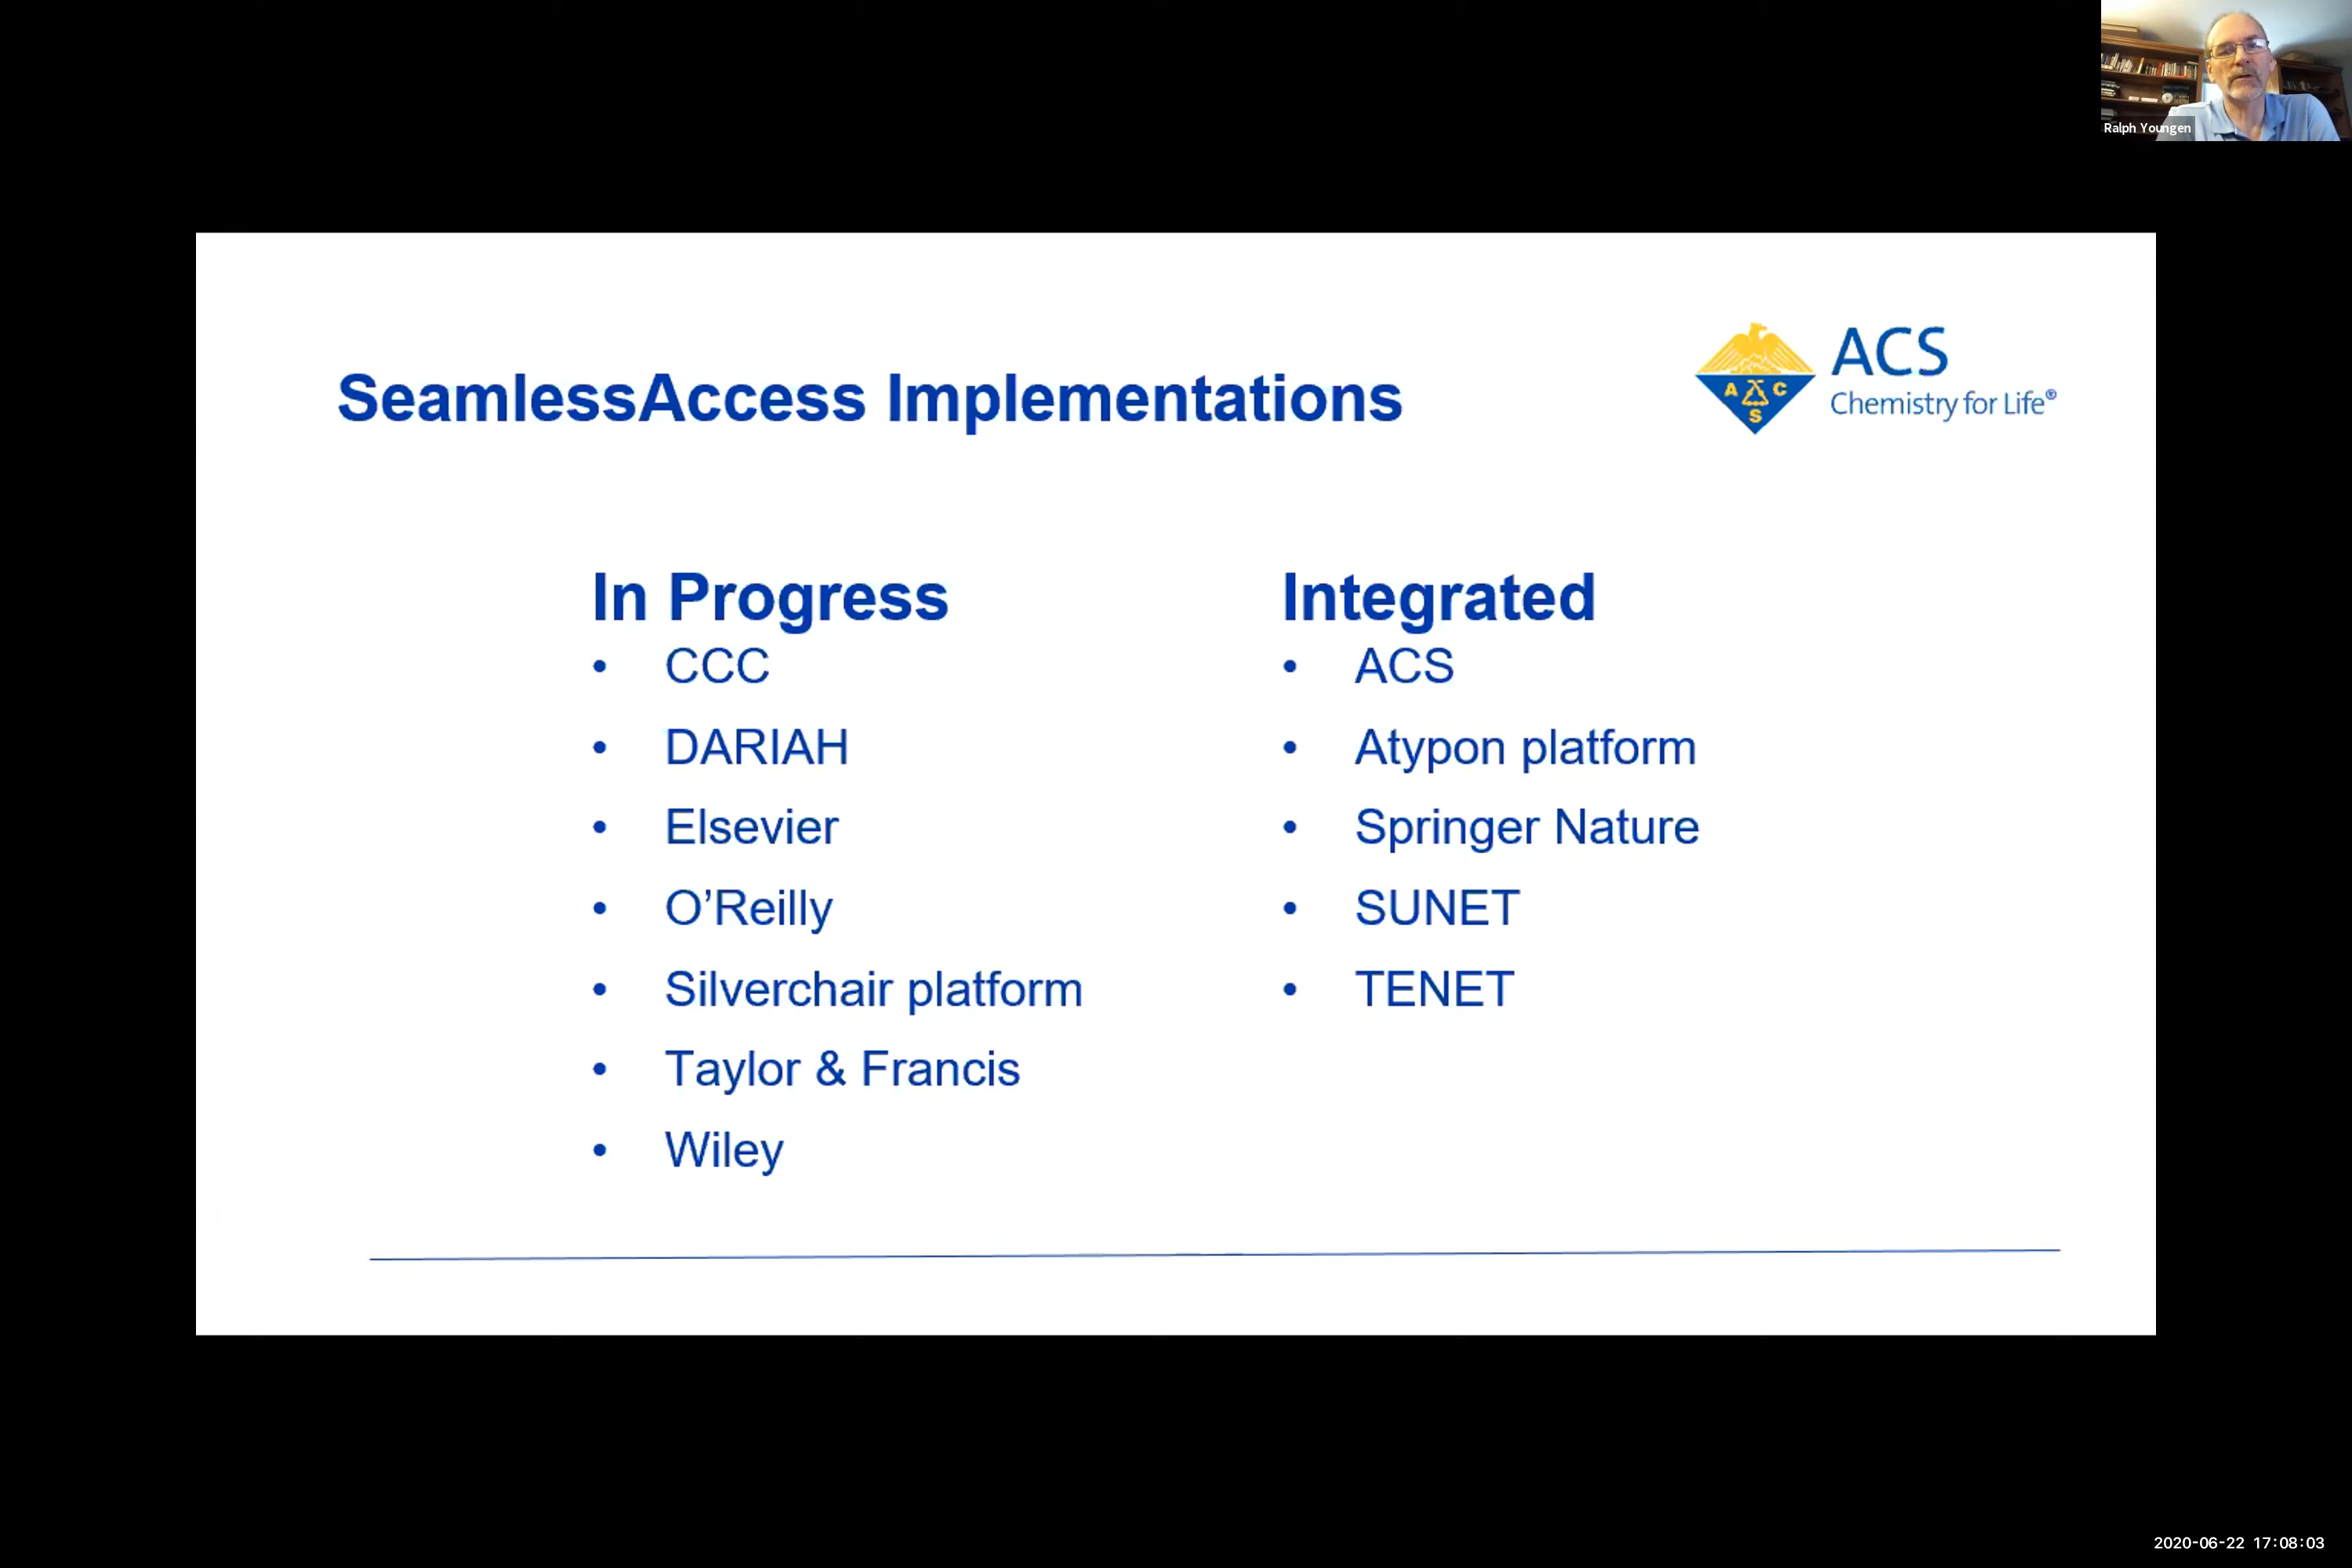 Ralph Youngen
SeamlessAccess Implementations
A C S
ACS
Chemistry for Life®
In Progress
• CCC
• DARIAH
• Elsevier
• O’Reilly
• Silverchair platform
• Taylor & Francis
• Wiley
Integrated
• ACS
• Atypon platform
• Springer Nature
• SUNET
• TENET
2020-06-22 17:08:03